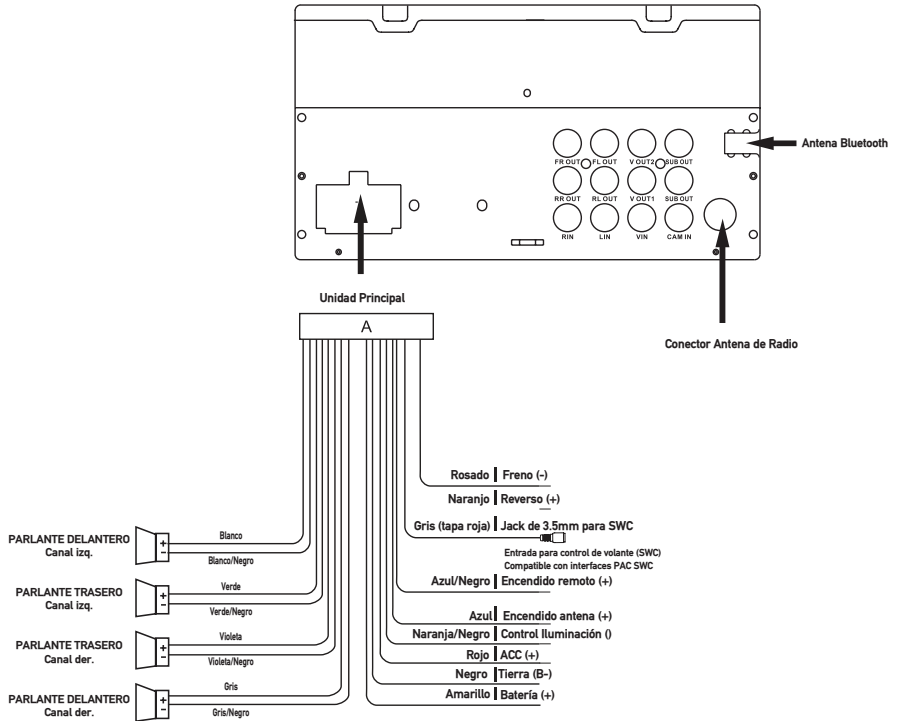 Antena Bluetooth
FR OUT FL OUT V OUT2 SUB OUT
RR OUT RL OUT V OUT1 SUB OUT
RIN LIN VIN CAM IN
Unidad Principal
Conector Antena de Radio
A
Rosado Freno (-)
Naranjo Reverso (+)
Gris (tapa roja) Jack de 3.5mm para SWC
Entrada para control de volante (SWC)
Compatible con interfaces PAC SWC
Azul/Negro Encendido remoto (+)
Azul Encendido antena (+)
Naranja/Negro Control Iluminación ()
Rojo ACC (+)
Negro Tierra (B-)
Amarillo Batería (+)
PARLANTE DELANTERO
Canal izq.
+
-
Blanco
Blanco/Negro
PARLANTE TRASERO
Canal izq.
+
-
Verde
Verde/Negro
PARLANTE TRASERO
Canal der.
+
-
Violeta
Violeta/Negro
PARLANTE DELANTERO
Canal der.
+
-
Gris
Gris/Negro